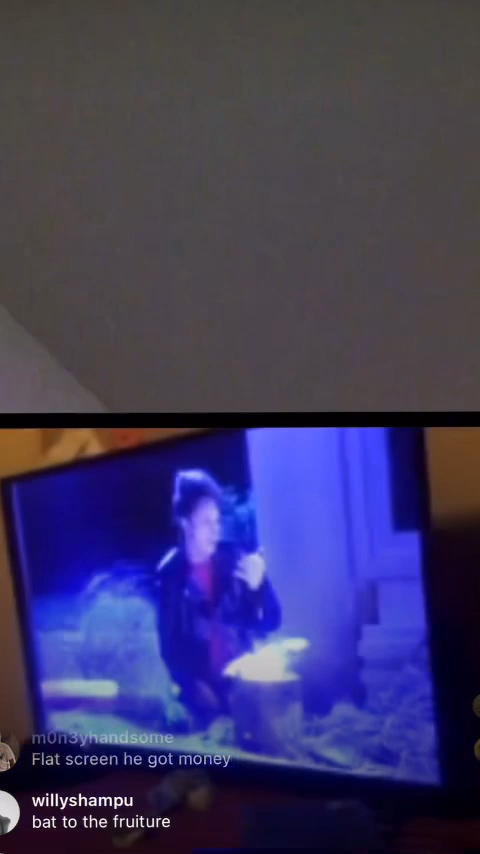 m0n3yhandsome
Flat screen he got money
willyshampu
bat to the fruiture